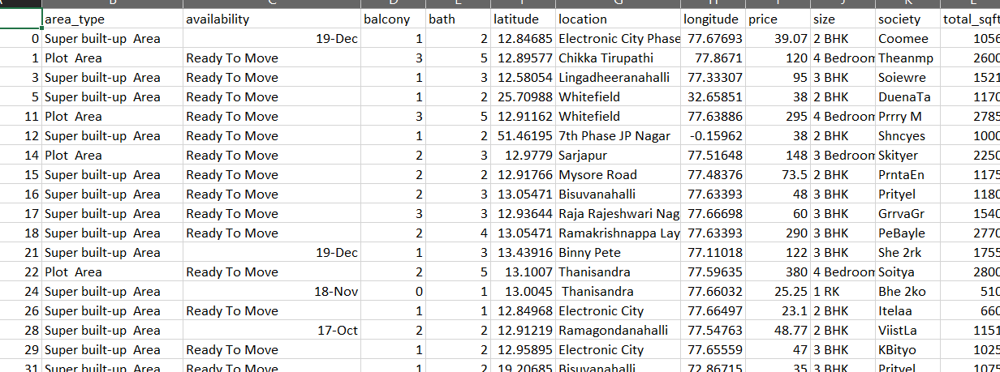 area_type availability balcony bath latitude location longitude price size society total_sqft
0 Super built-up Area 19-Dec 1 2 12.84685 Electronic City Phase 77.67693 39.07 2 BHK Coomee 1056
1 Plot Area Ready To Move 3 5 12.89577 Chikka Tirupathi 77.8671 120 4 Bedroom Theanmp 2600
3 Super built-up Area Ready To Move 1 3 12.58054 Lingadheeranahalli 77.33307 95 3 BHK Soiewre 1521
5 Super built-up Area Ready To Move 1 2 25.70988 Whitefield 32.65851 38 2 BHK DuenaTa 1170
11 Plot Area Ready To Move 3 5 12.91162 Whitefield 77.63886 295 4 Bedroom Prrry M 2785
12 Super built-up Area Ready To Move 1 2 51.46195 7th Phase JP Nagar -0.15962 38 2 BHK Shncyes 1000
14 Plot Area Ready To Move 2 3 12.9779 Sarjapur 77.51648 148 3 Bedroom Skityer 2250
15 Super built-up Area Ready To Move 2 2 12.91766 Mysore Road 77.48376 73.5 2 BHK PrntaEn 1175
16 Super built-up Area Ready To Move 2 3 13.05471 Bisuvanahalli 77.63393 48 3 BHK Prityel 1180
17 Super built-up Area Ready To Move 3 3 12.93644 Raja Rajeshwari Nag 77.66698 60 3 BHK GrrvaGr 1540
18 Super built-up Area Ready To Move 2 4 13.05471 Ramakrishnappa Lay 77.63393 290 3 BHK PeBayle 2770
21 Super built-up Area 19-Dec 1 3 13.43916 Binny Pete 77.11018 122 3 BHK She 2rk 1755
22 Plot Area Ready To Move 2 5 13.1007 Thanisandra 77.59635 380 4 Bedroom Soitya 2800
24 Super built-up Area 18-Nov 0 1 13.0045 Thanisandra 77.66032 25.25 1 RK Bhe 2ko 510
26 Super built-up Area Ready To Move 1 1 12.84968 Electronic City 77.66497 23.1 2 BHK Itelaa 660
28 Super built-up Area 17-Oct 2 2 12.91219 Ramagondanahalli 77.54763 48.77 2 BHK ViistLa 1151
29 Super built-up Area Ready To Move 1 2 12.95895 Electronic City 77.65559 47 3 BHK KBityo 1025
31 Super built-up Area Ready To Move 1 2 19.20685 Bisuvanahalli 72.86715 35 3 BHK Prityel 1075